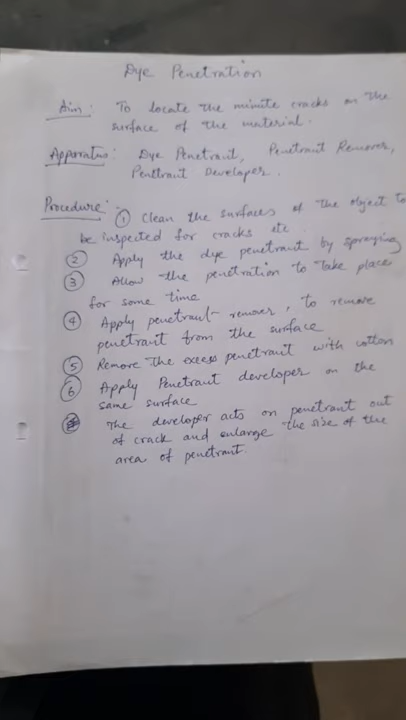 Dye Penetration
Aim: To locate the minute cracks on the
surface of the material.
Apparatus: Dye Penetrant, Penetrant Remover,
Penttrant Developer.
Procedure:- ① Clean the surfaces of the object to
be inspected for cracks etc
② Apply the dye penetrant by spraying
③ Allow the penetration to take place
for some time
④ Apply penetrant remover, to remove
penetrant from the surface
⑤ Remove the excess penetrant with cotton
⑥ Apply Penetrant developer on the
same surface
The developer acts on penetrant out
of crack and enlarge the size of the
area of penetrant.